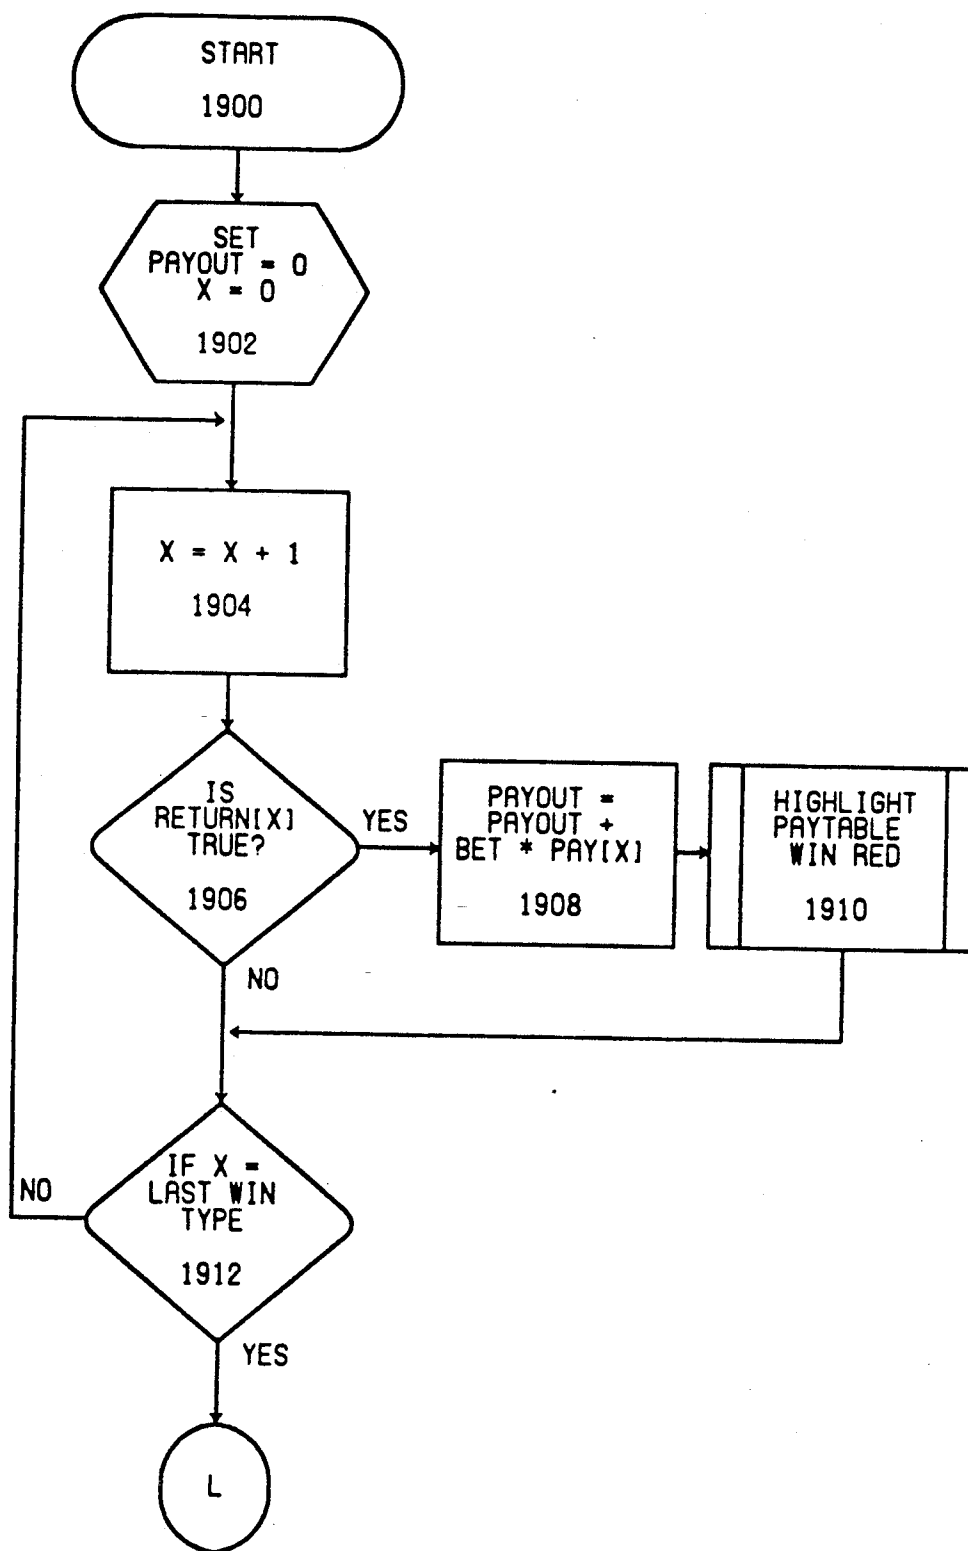 START
1900
SET
PAYOUT = 0
X = 0
1902
X = X + 1
1904
IS
RETURN[X]
TRUE?
1906
YES
PAYOUT =
PAYOUT +
BET * PAY[X]
1908
HIGHLIGHT
PAYTABLE
WIN RED
1910
NO
IF X =
LAST WIN
TYPE
1912
NO
YES
L